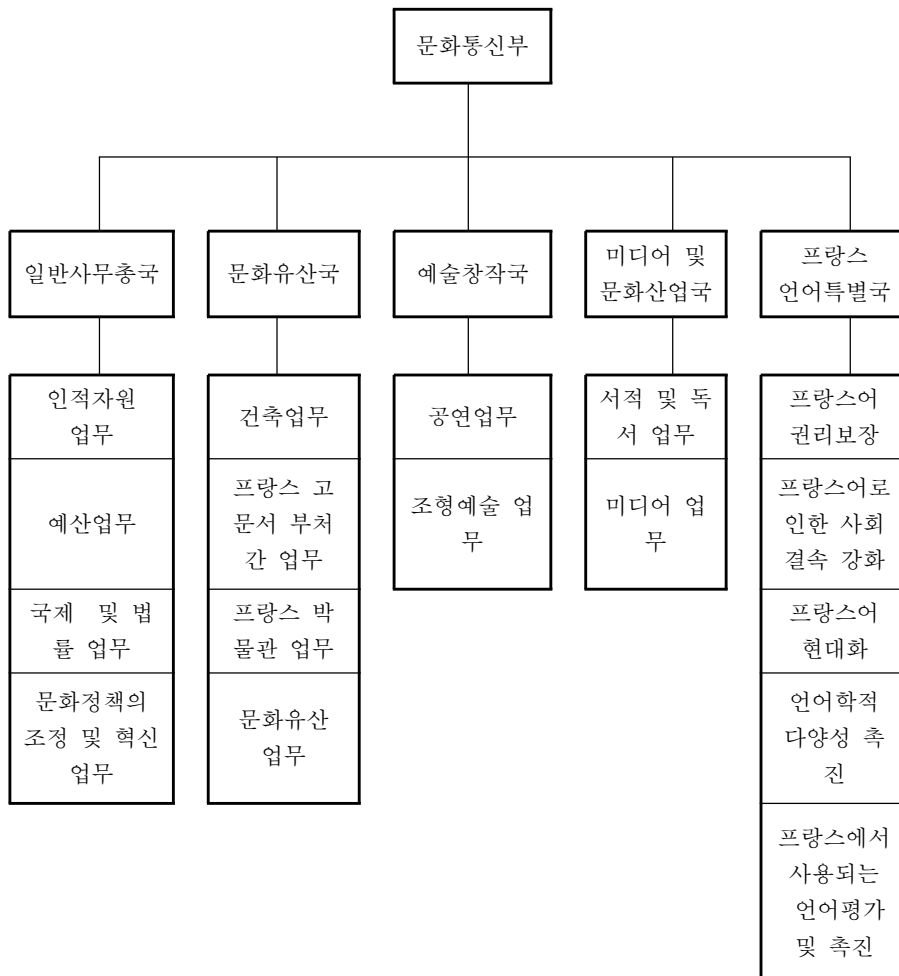 문화통신부
일반사무총국
문화유산국
예술창작국
미디어 및
문화산업국
프랑스
언어특별국
인적자원
업무
예산업무
국제 및 법
률 업무
문화정책의
조정 및 혁신
업무
건축업무
프랑스 고
문서 부처
간 업무
프랑스 박
물관 업무
문화유산
업무
공연업무
조형예술 업
무
서적 및 독
서 업무
미디어 업
무
프랑스어
권리보장
프랑스어로
인한 사회
결속 강화
프랑스어
현대화
언어학적
다양성 촉
진
프랑스에서
사용되는
언어평가
및 촉진